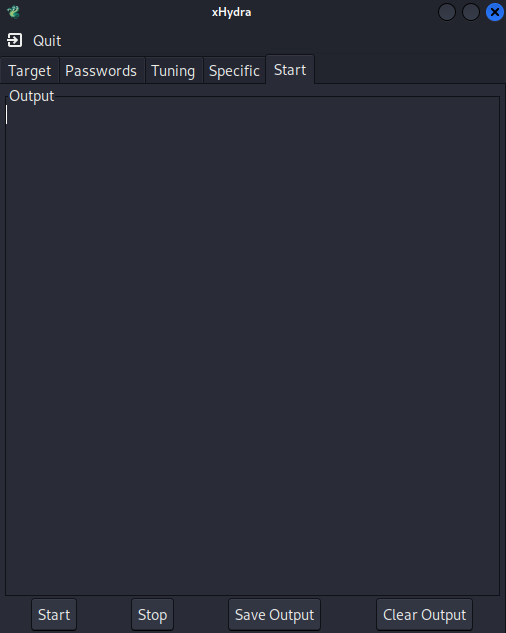 xHydra
Quit
Target Passwords Tuning Specific Start
Output
Start Stop Save Output Clear Output